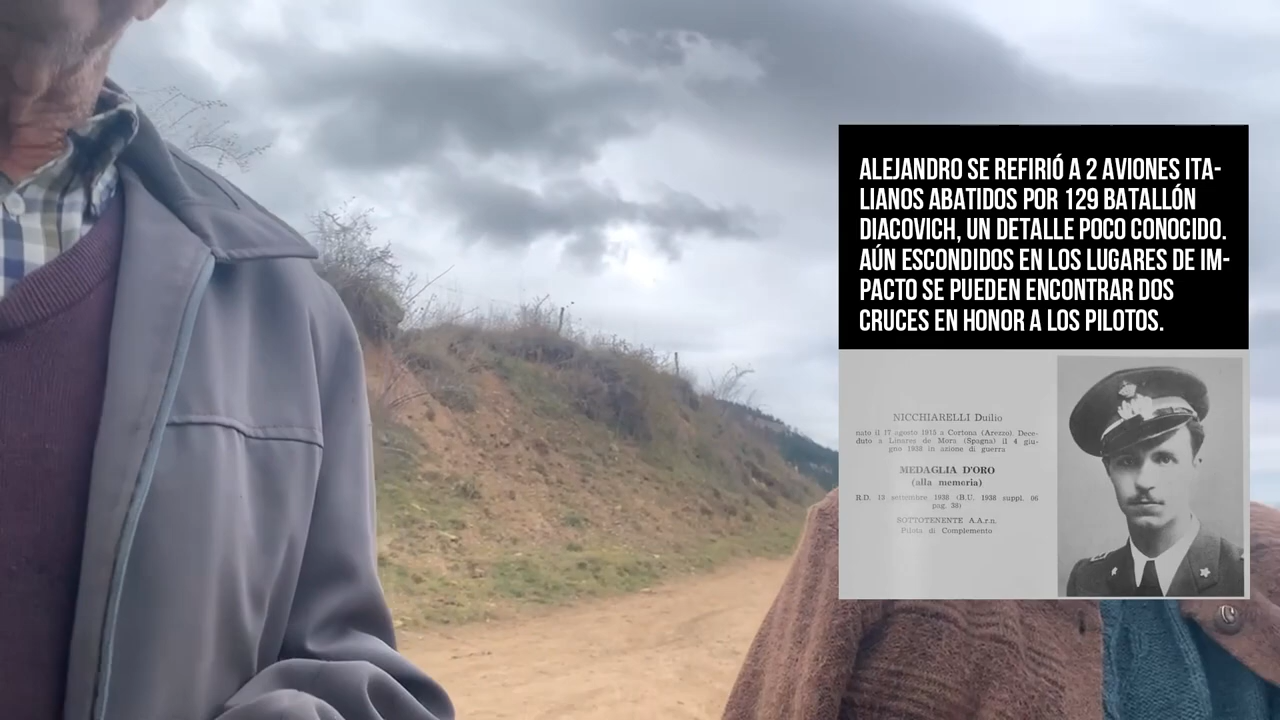 ALEJANDRO SE REFIRIÓ A 2 AVIONES ITA-
LIANOS ABATIDOS POR 129 BATALLÓN
DIACOVICH, UN DETALLE POCO CONOCIDO.
AÚN ESCONDIDOS EN LOS LUGARES DE IM-
PACTO SE PUEDEN ENCONTRAR DOS
CRUCES EN HONOR A LOS PILOTOS.
NICCHIARELLI Duilio
nato il 17 agosto 1913 a Cortona (Arezzo). Dece-
duto a Linares de Mora (Spagna) il 4 giu-
gno 1938 in azione di guerra
MEDAGLIA D'ORO
(alla memoria)
R.D. 13 settembre 1938 (B.U. 1938 suppl. 06
pag. 38)
SOTTOTENENTE A.A.r.n.
Pilota di Complemento